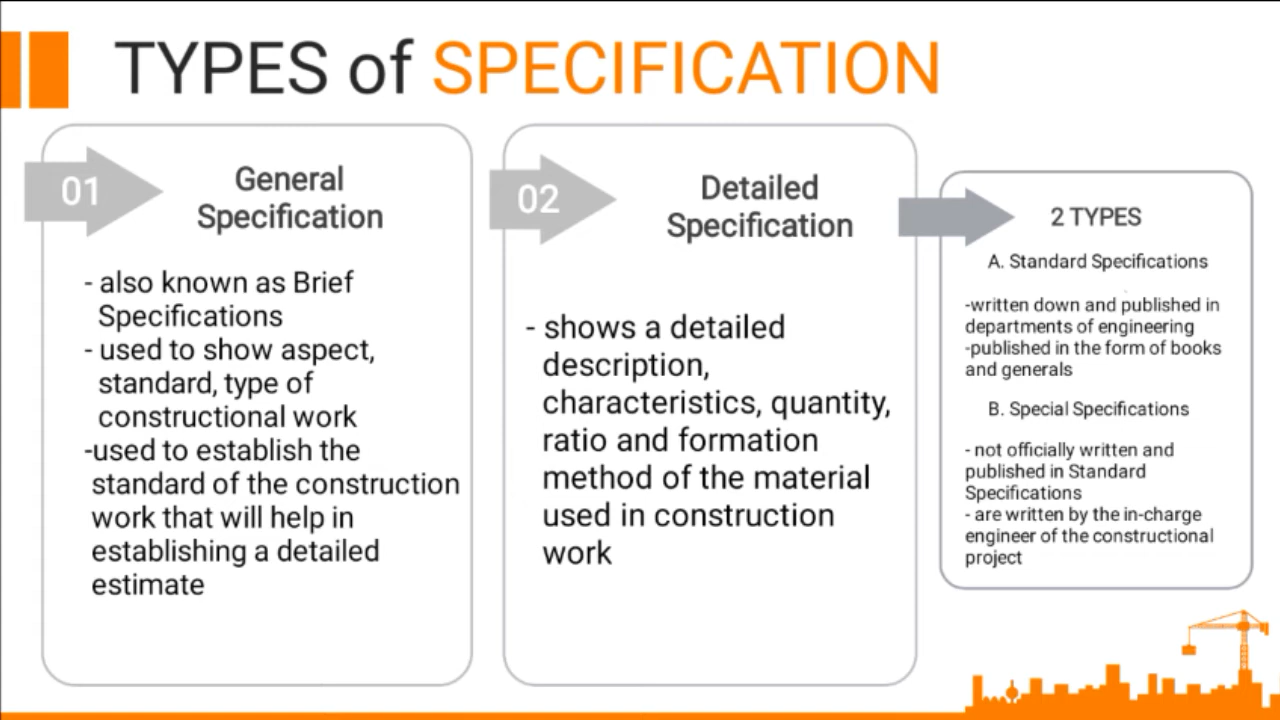 TYPES of SPECIFICATION
01
General
Specification
- also known as Brief
Specifications
- used to show aspect,
standard, type of
constructional work
-used to establish the
standard of the construction
work that will help in
establishing a detailed
estimate
02
Detailed
Specification
- shows a detailed
description,
characteristics, quantity,
ratio and formation
method of the material
used in construction
work
2 TYPES
A. Standard Specifications
-written down and published in
departments of engineering
-published in the form of books
and generals
B. Special Specifications
- not officially written and
published in Standard
Specifications
- are written by the in-charge
engineer of the constructional
project